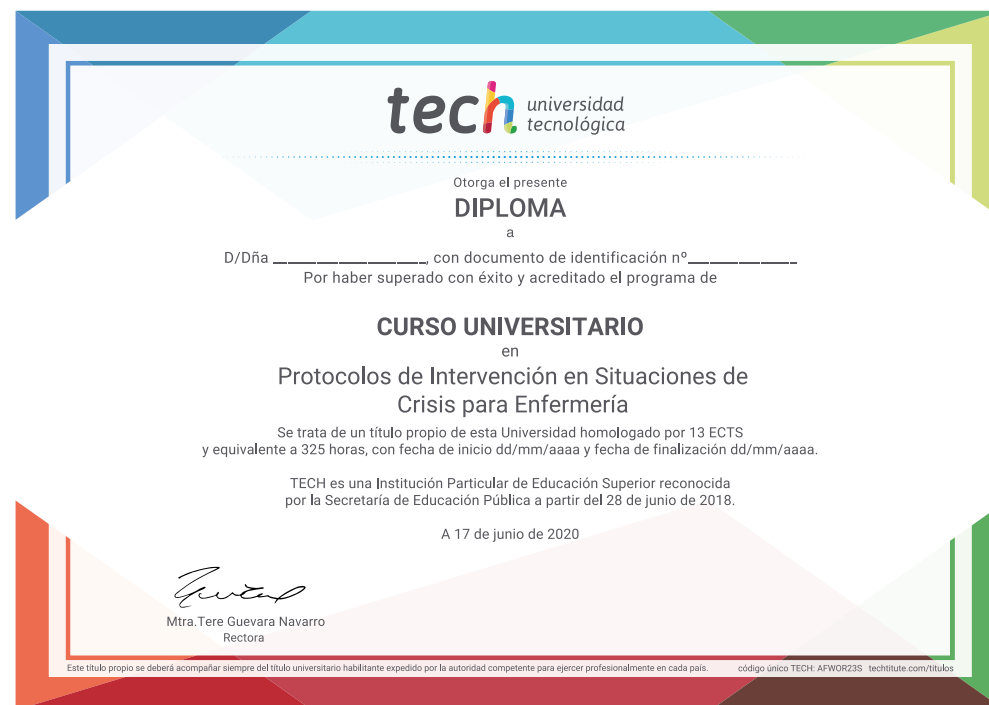 tech universidad
tecnológica
Otorga el presente
DIPLOMA
a
D/Dña ____________________, con documento de identificación nº______________
Por haber superado con éxito y acreditado el programa de
CURSO UNIVERSITARIO
en
Protocolos de Intervención en Situaciones de
Crisis para Enfermería
Se trata de un título propio de esta Universidad homologado por 13 ECTS
y equivalente a 325 horas, con fecha de inicio dd/mm/aaaa y fecha de finalización dd/mm/aaaa.
TECH es una Institución Particular de Educación Superior reconocida
por la Secretaría de Educación Pública a partir del 28 de junio de 2018.
A 17 de junio de 2020
Mtra.Tere Guevara Navarro
Rectora
Este título propio se deberá acompañar siempre del título universitario habilitante expedido por la autoridad competente para ejercer profesionalmente en cada país. código único TECH: AFWOR23S techtitute.com/titulos